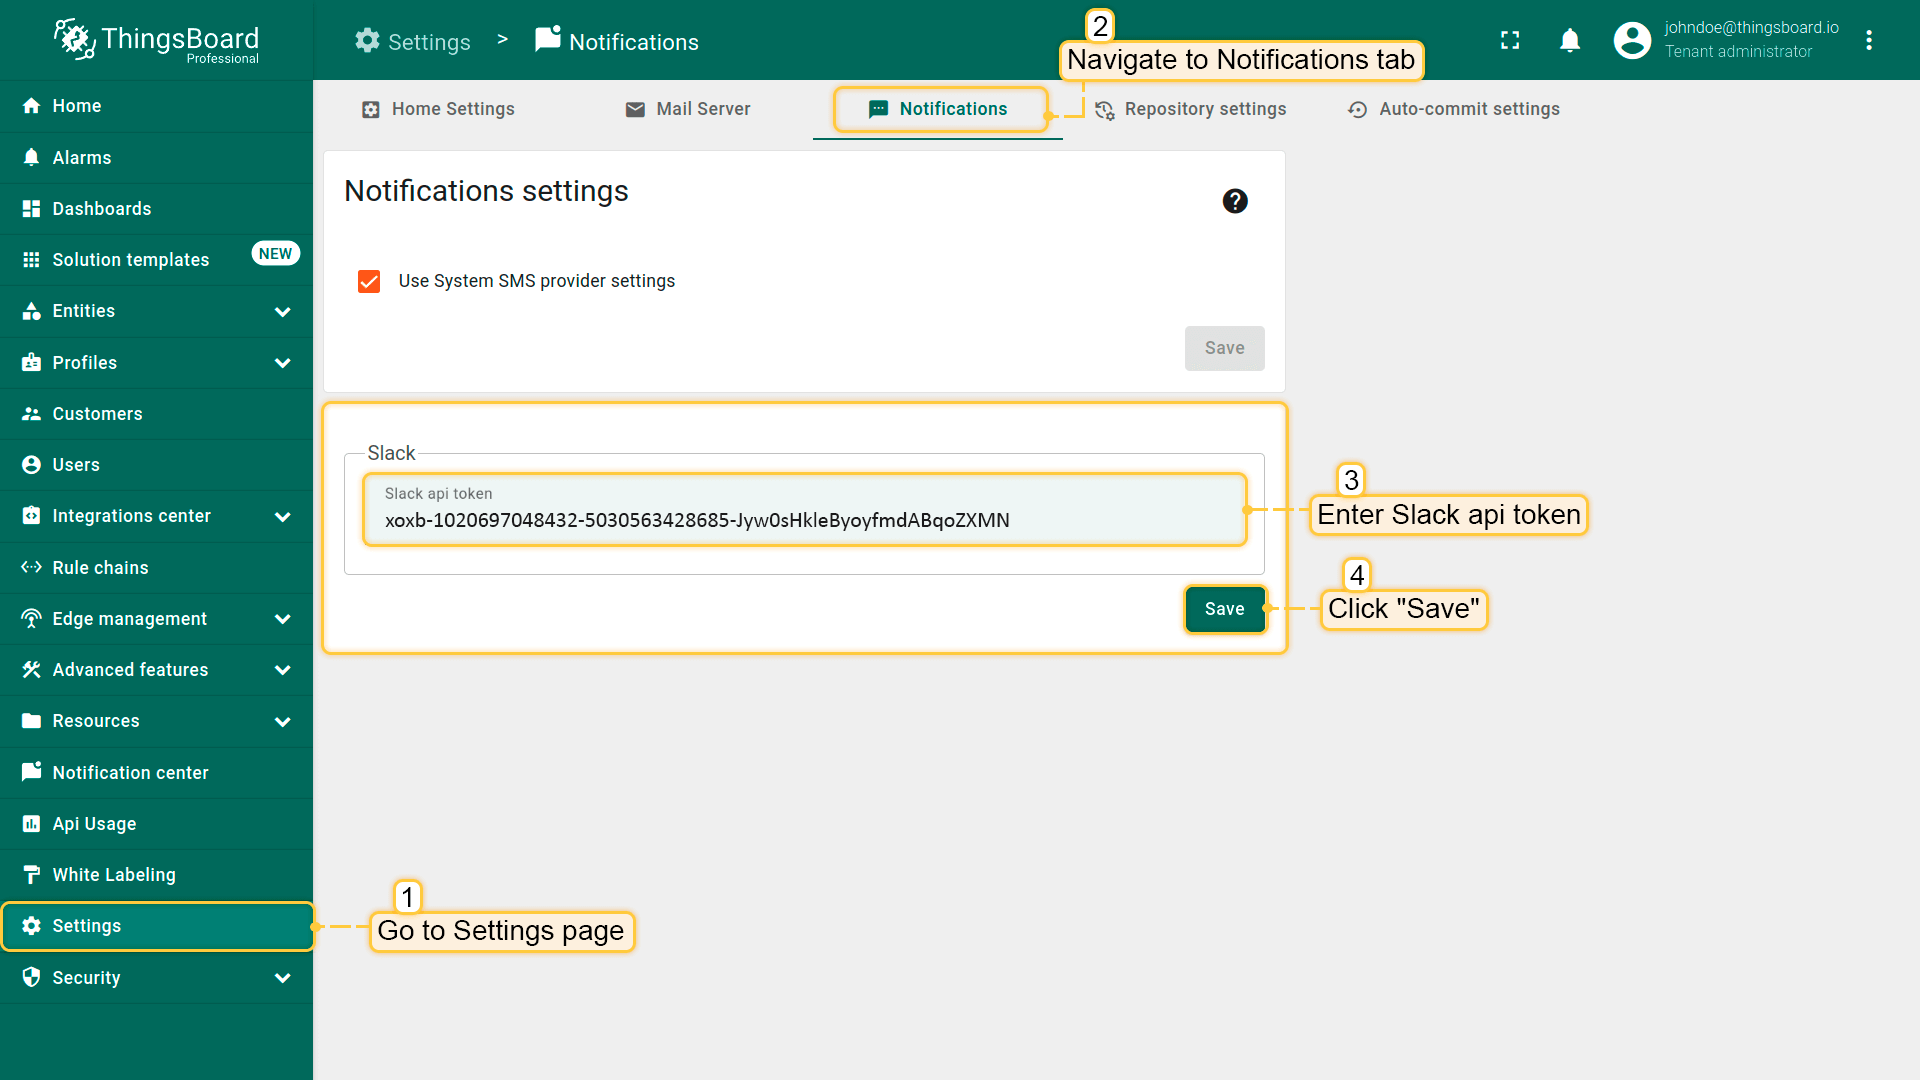 ThingsBoard
Professional
Settings > Notifications
johndoe@thingsboard.io
Tenant administrator
2
Navigate to Notifications tab
Home
Alarms
Dashboards
Solution templates NEW
Entities
Profiles
Customers
Users
Integrations center
Rule chains
Edge management
Advanced features
Resources
Notification center
Api Usage
White Labeling
Settings
Security
Home Settings
Mail Server
Notifications
Repository settings
Auto-commit settings
Notifications settings
Use System SMS provider settings
Save
Slack
Slack api token
xoxb-1020697048432-5030563428685-Jyw0sHkleByoyfmdABqoZXMN
3
Enter Slack api token
Save
4
Click "Save"
1
Go to Settings page